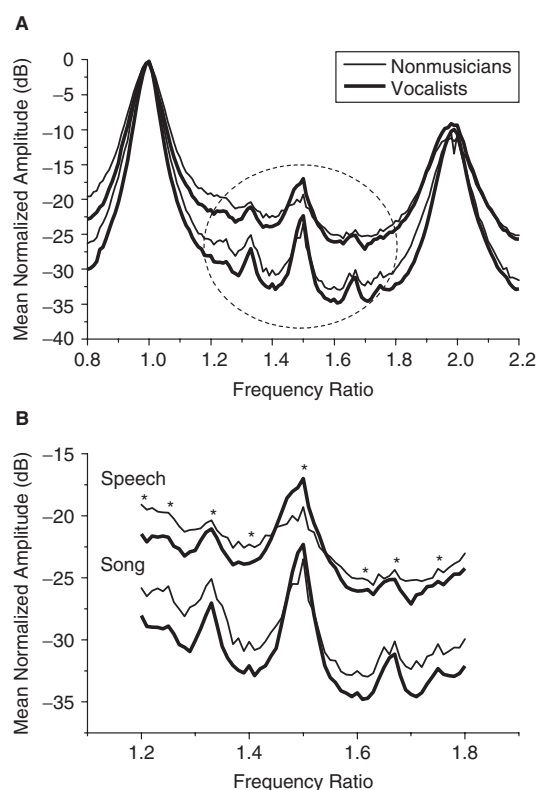 A
Mean Normalized Amplitude (dB)
0
−5
−10
−15
−20
−25
−30
−35
−40
Nonmusicians
Vocalists
0.8 1.0 1.2 1.4 1.6 1.8 2.0 2.2
Frequency Ratio
B
Mean Normalized Amplitude (dB)
−15
−20
−25
−30
−35
Speech
* * * * * * * *
Song
1.2 1.4 1.6 1.8
Frequency Ratio